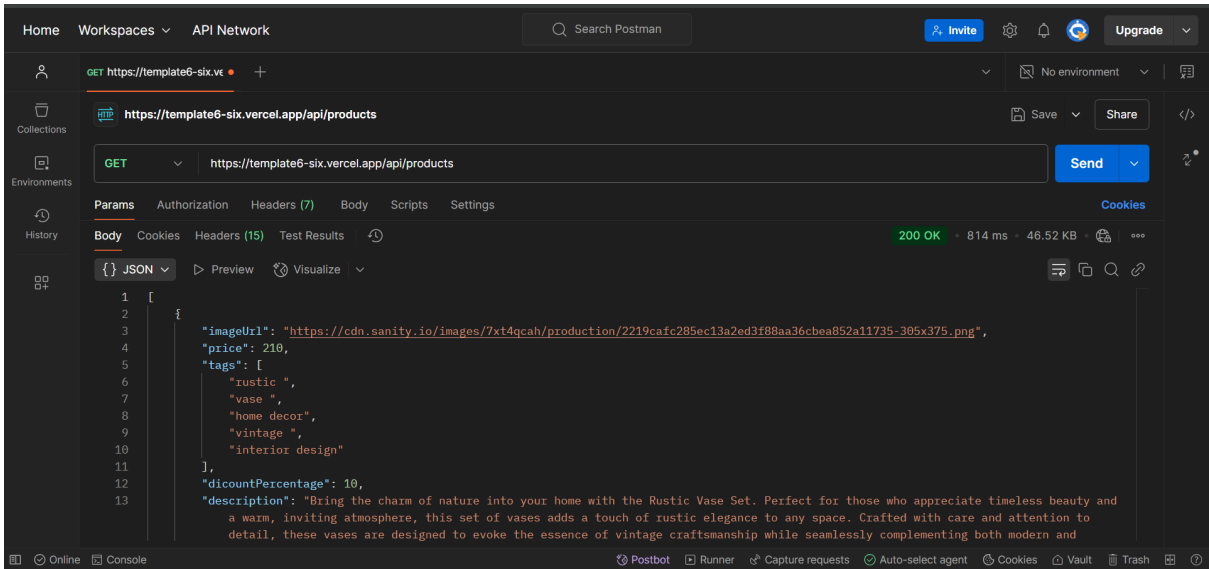 Home Workspaces API Network Search Postman Invite Upgrade
GET https://template6-six.ve No environment
Collections
Environments
History
HTTP https://template6-six.vercel.app/api/products Save Share
GET https://template6-six.vercel.app/api/products Send
Params Authorization Headers (7) Body Scripts Settings Cookies
Body Cookies Headers (15) Test Results 200 OK 814 ms 46.52 KB
{} JSON Preview Visualize
1 [
2 {
3 "imageUrl": "https://cdn.sanity.io/images/7xt4qcah/production/2219cafc285ec13a2ed3f88aa36cbea852a11735-305x375.png",
4 "price": 210,
5 "tags": [
6 "rustic ",
7 "vase ",
8 "home decor",
9 "vintage ",
10 "interior design"
11 ],
12 "dicountPercentage": 10,
13 "description": "Bring the charm of nature into your home with the Rustic Vase Set. Perfect for those who appreciate timeless beauty and
a warm, inviting atmosphere, this set of vases adds a touch of rustic elegance to any space. Crafted with care and attention to
detail, these vases are designed to evoke the essence of vintage craftsmanship while seamlessly complementing both modern and
Online Console Postbot Runner Capture requests Auto-select agent Cookies Vault Trash